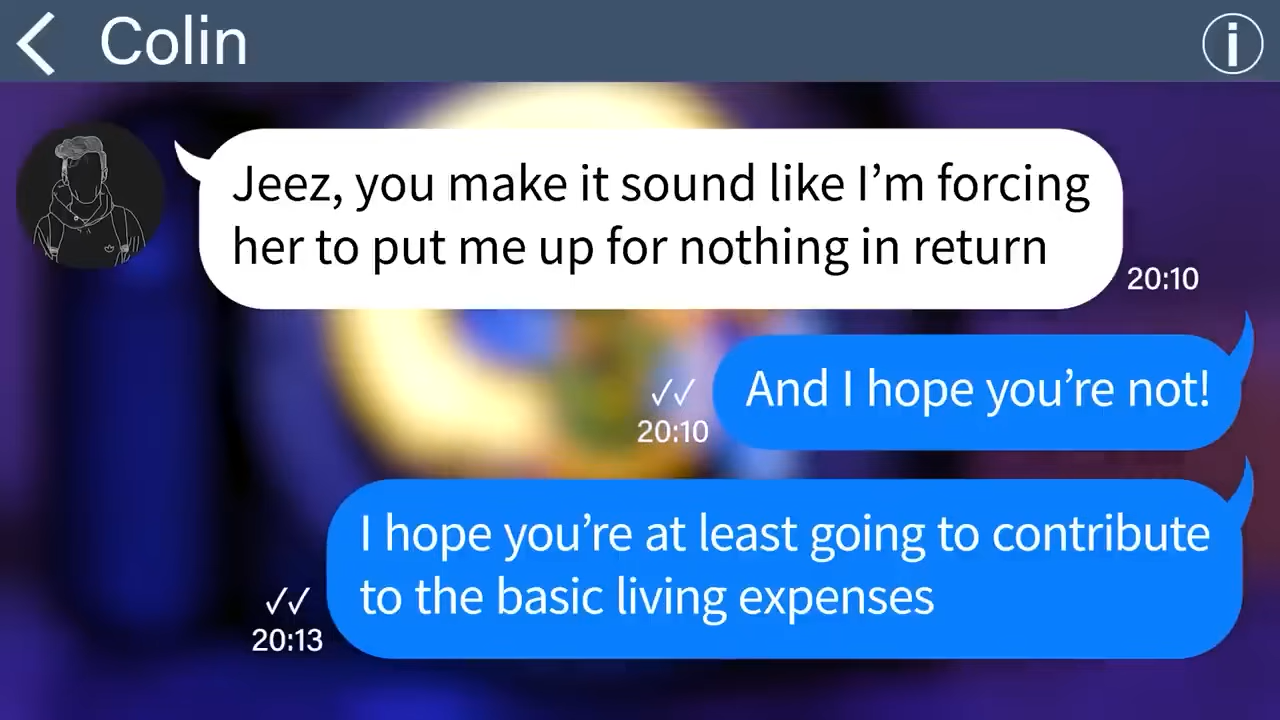 Colin
Jeez, you make it sound like I’m forcing
her to put me up for nothing in return
20:10
And I hope you’re not!
20:10
I hope you’re at least going to contribute
to the basic living expenses
20:13